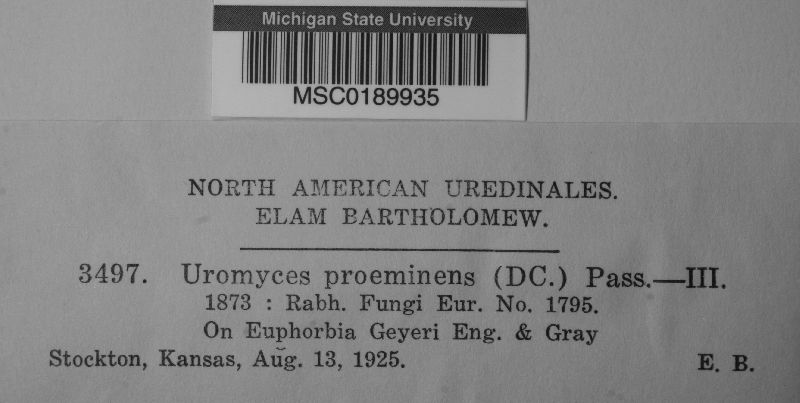 Michigan State University
MSC0189935
NORTH AMERICAN UREDINALES.
ELAM BARTHOLOMEW.
3497. Uromyces proeminens (DC.) Pass.—III.
1873 : Rabh. Fungi Eur. No. 1795.
On Euphorbia Geyeri Eng. & Gray
Stockton, Kansas, Aug. 13, 1925. E. B.